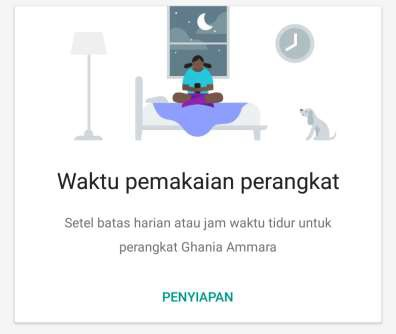 Waktu pemakaian perangkat
Setel batas harian atau jam waktu tidur untuk
perangkat Ghania Ammara
PENYIAPAN